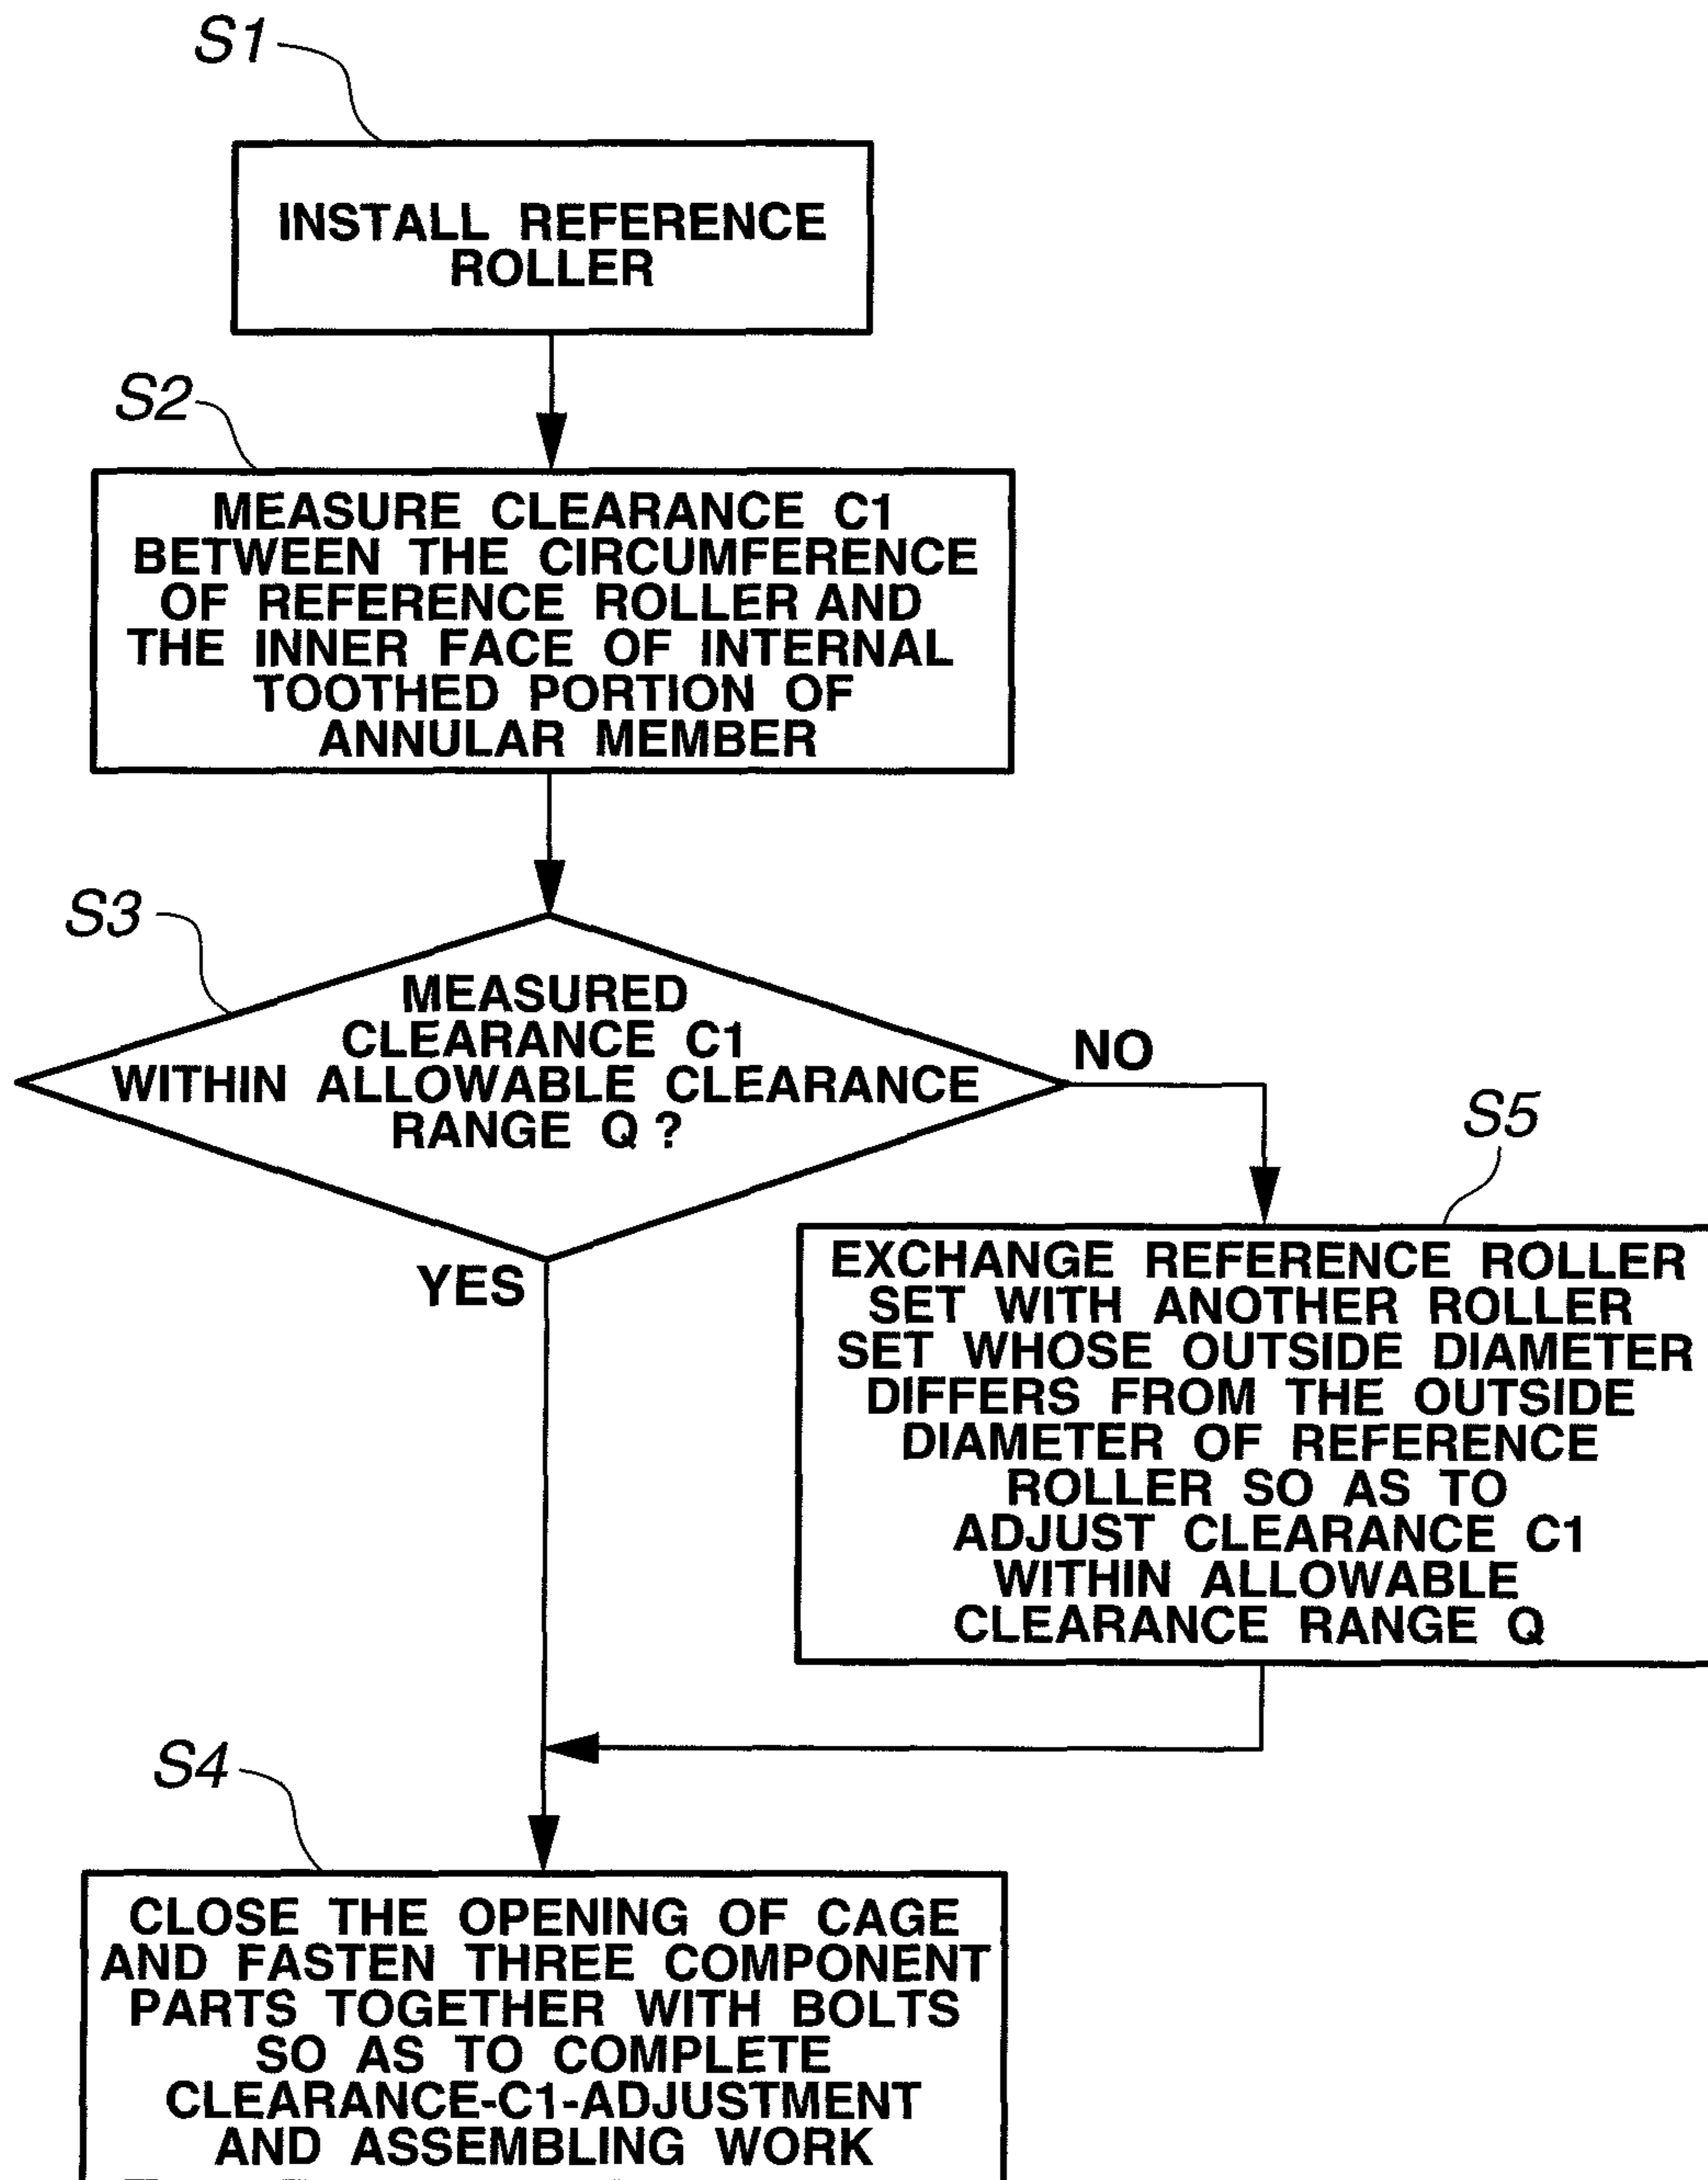 S1
INSTALL REFERENCE
ROLLER
S2
MEASURE CLEARANCE C1
BETWEEN THE CIRCUMFERENCE
OF REFERENCE ROLLER AND
THE INNER FACE OF INTERNAL
TOOTHED PORTION OF
ANNULAR MEMBER
S3
MEASURED
CLEARANCE C1
WITHIN ALLOWABLE CLEARANCE
RANGE Q ?
NO
YES
S5
EXCHANGE REFERENCE ROLLER
SET WITH ANOTHER ROLLER
SET WHOSE OUTSIDE DIAMETER
DIFFERS FROM THE OUTSIDE
DIAMETER OF REFERENCE
ROLLER SO AS TO
ADJUST CLEARANCE C1
WITHIN ALLOWABLE
CLEARANCE RANGE Q
S4
CLOSE THE OPENING OF CAGE
AND FASTEN THREE COMPONENT
PARTS TOGETHER WITH BOLTS
SO AS TO COMPLETE
CLEARANCE-C1-ADJUSTMENT
AND ASSEMBLING WORK